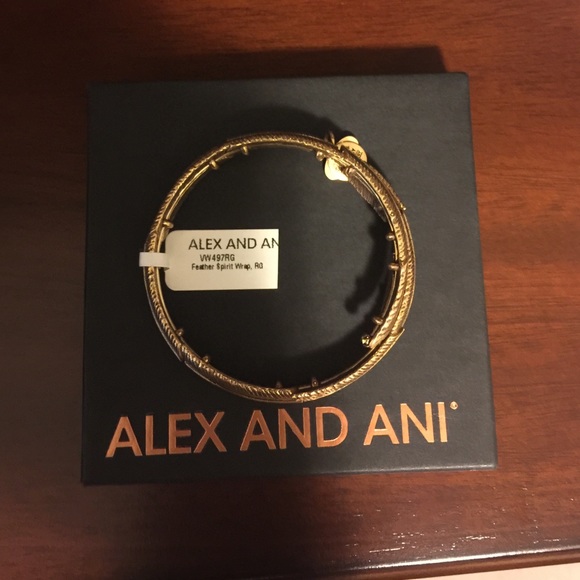 ALEX AND AN
VW497RG
Feather Spirit Wrap, RG
ALEX AND ANI®